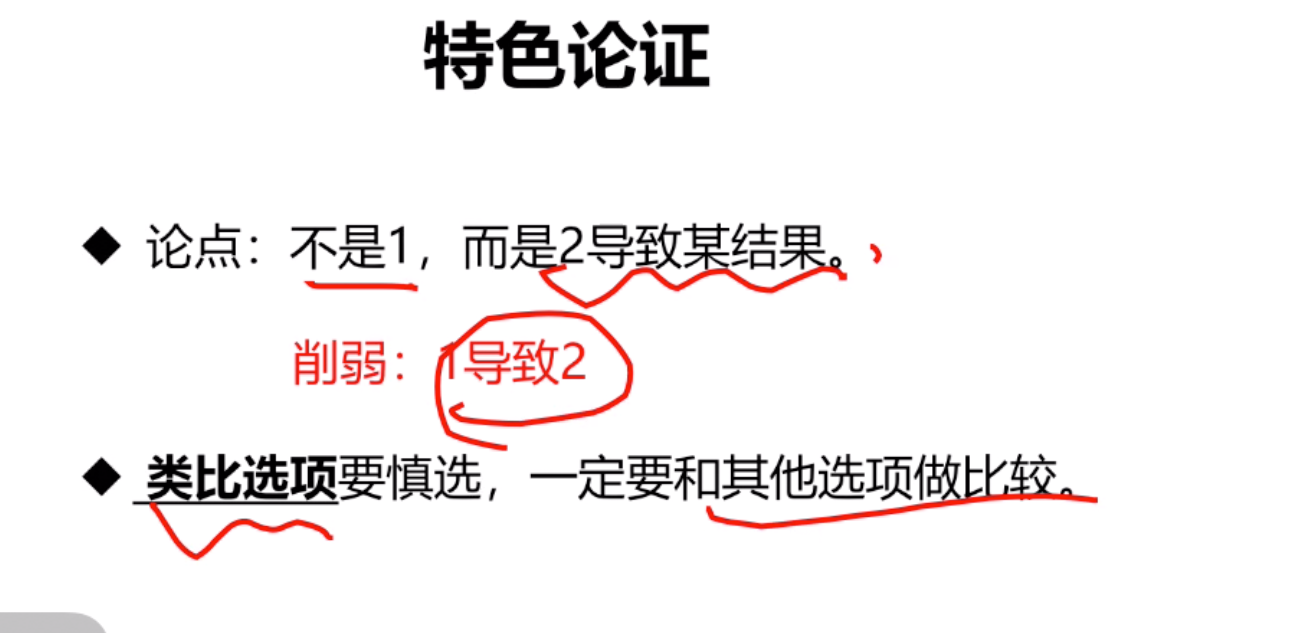 特色论证
◆ 论点：不是1，而是2导致某结果。
削弱：1导致2
◆ 类比选项要慎选，一定要和其他选项做比较。